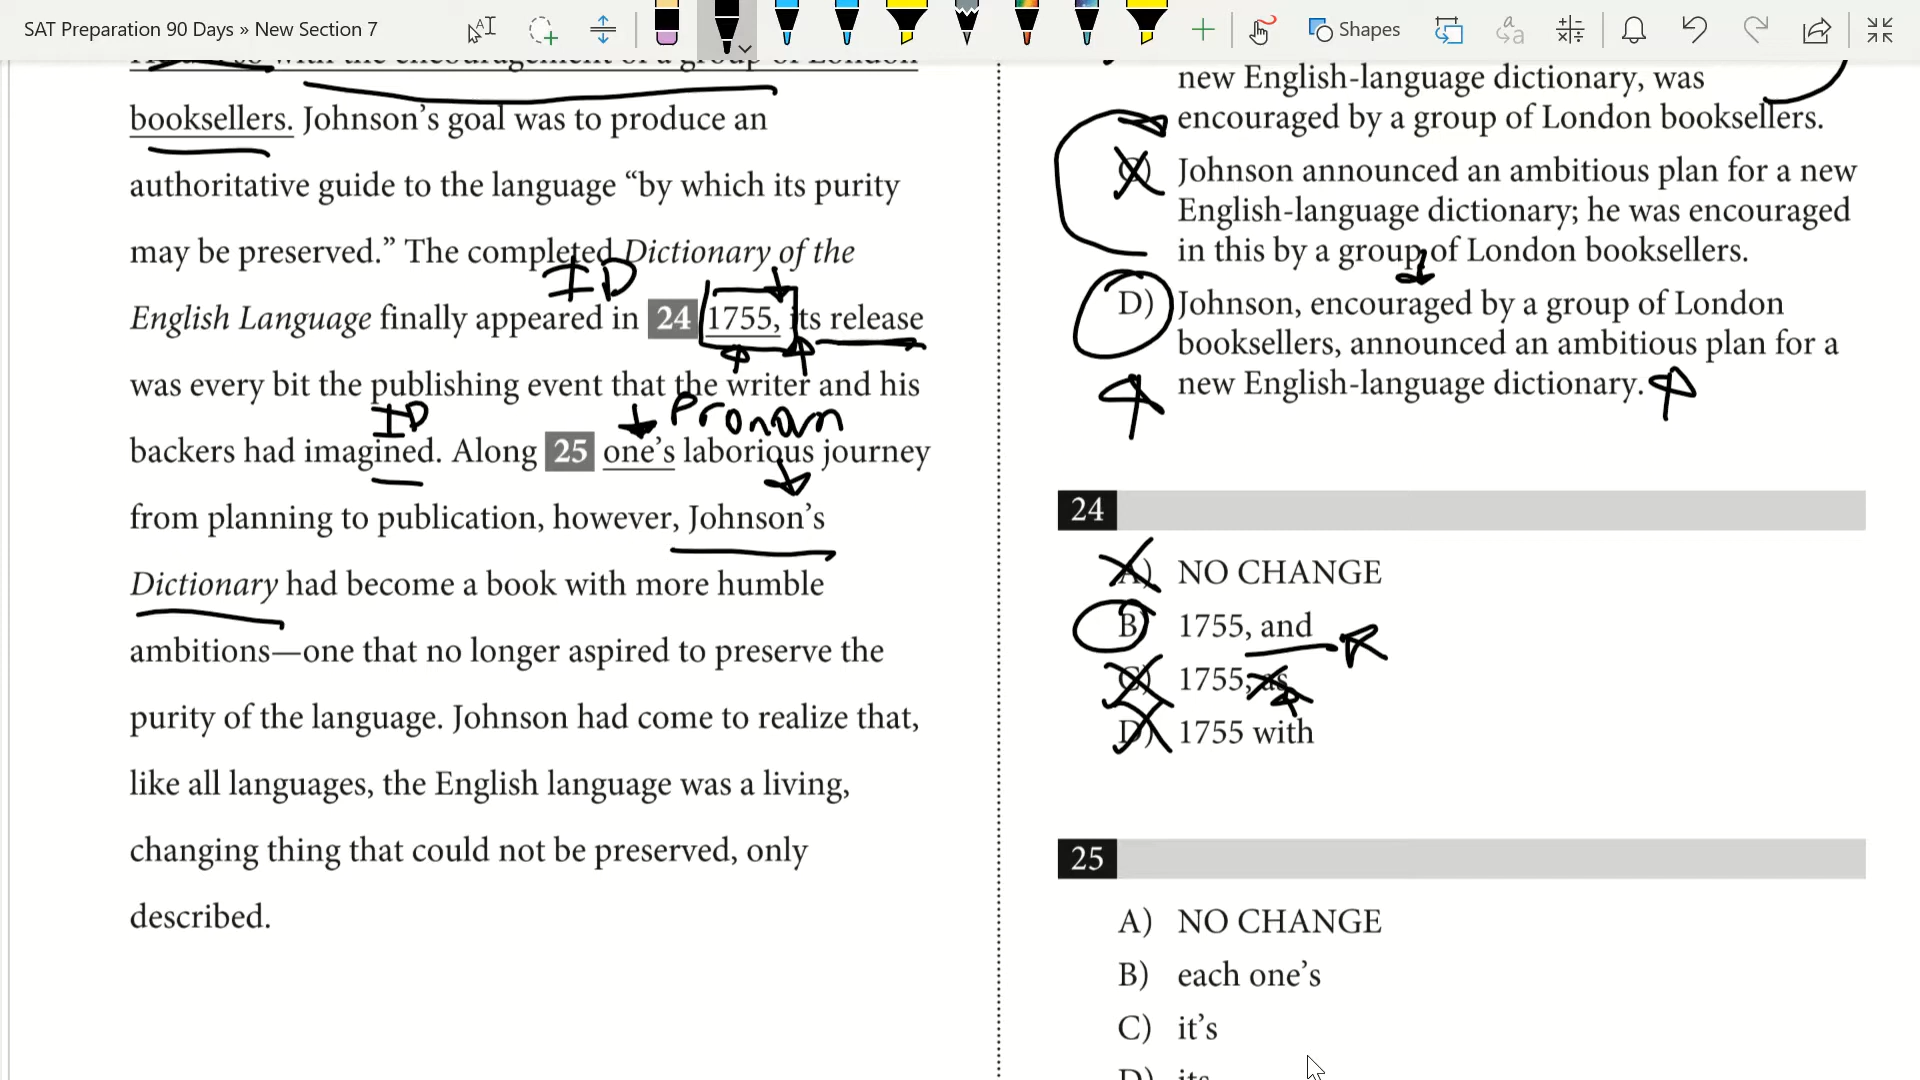 SAT Preparation 90 Days » New Section 7
Shapes
with the encouragement of a group of London
booksellers. Johnson’s goal was to produce an
authoritative guide to the language “by which its purity
may be preserved.” The completed Dictionary of the
ID
English Language finally appeared in 24 1755, its release
was every bit the publishing event that the writer and his
ID Pronoun
backers had imagined. Along 25 one’s laborious journey
from planning to publication, however, Johnson’s
Dictionary had become a book with more humble
ambitions—one that no longer aspired to preserve the
purity of the language. Johnson had come to realize that,
like all languages, the English language was a living,
changing thing that could not be preserved, only
described.
new English-language dictionary, was
encouraged by a group of London booksellers.
C) Johnson announced an ambitious plan for a new
English-language dictionary; he was encouraged
in this by a group of London booksellers.
D) Johnson, encouraged by a group of London
booksellers, announced an ambitious plan for a
new English-language dictionary.
24
A) NO CHANGE
B) 1755, and
C) 1755, as
D) 1755 with
25
A) NO CHANGE
B) each one’s
C) it’s
D) its